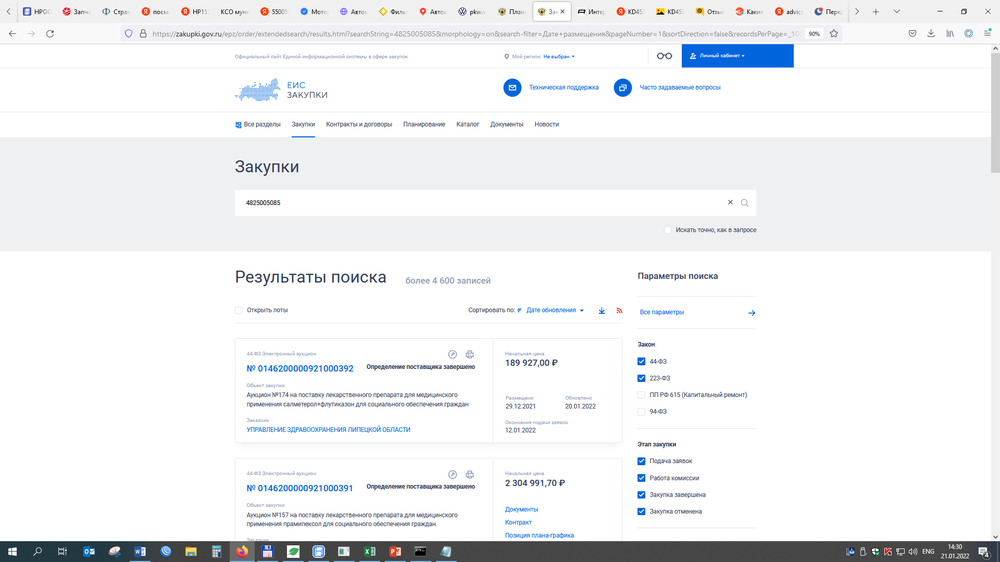 НРОС
Запча
Стран
посмо
HP153
КСО муни
55005
Мото
Автом
Фильт
Автои
pkw.v
План
Зак
Интер
KD453
KD453
Отзыв
Какие
advics
Перед
https://zakupki.gov.ru/epz/order/extendedsearch/results.html?searchString=4825005085&morphology=on&search-filter=Дате+размещения&pageNumber=1&sortDirection=false&recordsPerPage=_10
90%
Официальный сайт Единой информационной системы в сфере закупок
Мой регион: Не выбран
Личный кабинет
ЕИС
ЗАКУПКИ
Техническая поддержка
Часто задаваемые вопросы
Все разделы
Закупки
Контракты и договоры
Планирование
Каталог
Документы
Новости
Закупки
4825005085
Искать точно, как в запросе
Результаты поиска
более 4 600 записей
Открыть лоты
Сортировать по: Дате обновления
44-ФЗ Электронный аукцион
№ 0146200000921000392
Определение поставщика завершено
Объект закупки
Аукцион №174 на поставку лекарственного препарата для медицинского
применения салметерол+флутиказон для социального обеспечения граждан
Заказчик
УПРАВЛЕНИЕ ЗДРАВООХРАНЕНИЯ ЛИПЕЦКОЙ ОБЛАСТИ
Начальная цена
189 927,00 ₽
Размещено
29.12.2021
Обновлено
20.01.2022
Окончание подачи заявок
12.01.2022
44-ФЗ Электронный аукцион
№ 0146200000921000391
Определение поставщика завершено
Объект закупки
Аукцион №157 на поставку лекарственного препарата для медицинского
применения прамипексол для социального обеспечения граждан.
Заказчик
Начальная цена
2 304 991,70 ₽
Документы
Контракт
Позиция плана-графика
Параметры поиска
Все параметры
Закон
44-ФЗ
223-ФЗ
ПП РФ 615 (Капитальный ремонт)
94-ФЗ
Этап закупки
Подача заявок
Работа комиссии
Закупка завершена
Закупка отменена
ENG
14:30
21.01.2022
4